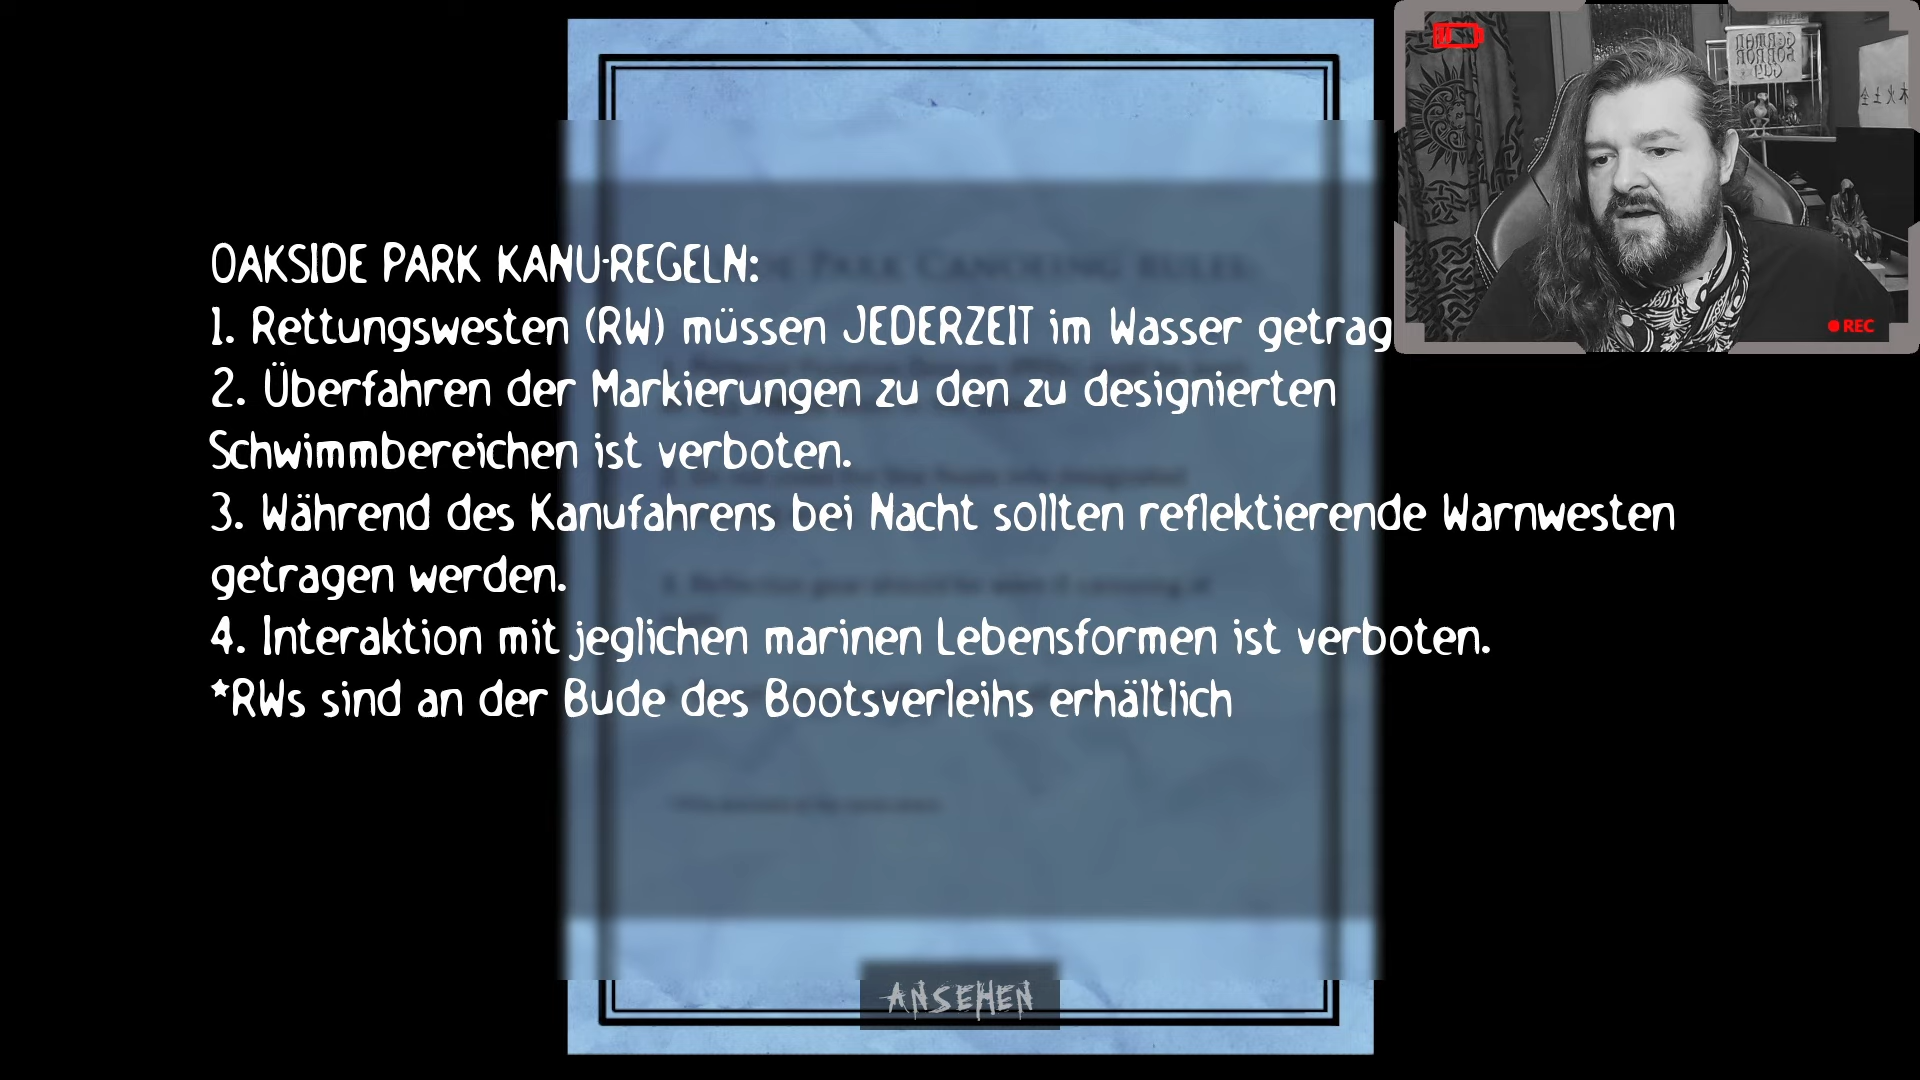 OAKSIDE PARK KANU-REGELN:
1. Rettungswesten (RW) müssen JEDERZEIT im Wasser getrag
2. Überfahren der Markierungen zu den zu designierten
Schwimmbereichen ist verboten.
3. Während des Kanufahrens bei Nacht sollten reflektierende Warnwesten
getragen werden.
4. Interaktion mit jeglichen marinen Lebensformen ist verboten.
*RWs sind an der Bude des Bootsverleihs erhältlich
ANSEHEN
REC